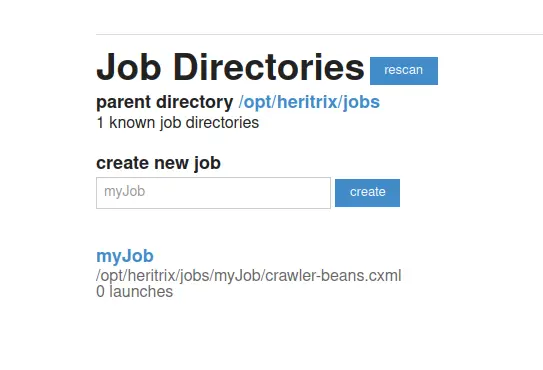 Job Directories rescan
parent directory /opt/heritrix/jobs
1 known job directories
create new job
myJob create
myJob
/opt/heritrix/jobs/myJob/crawler-beans.cxml
0 launches